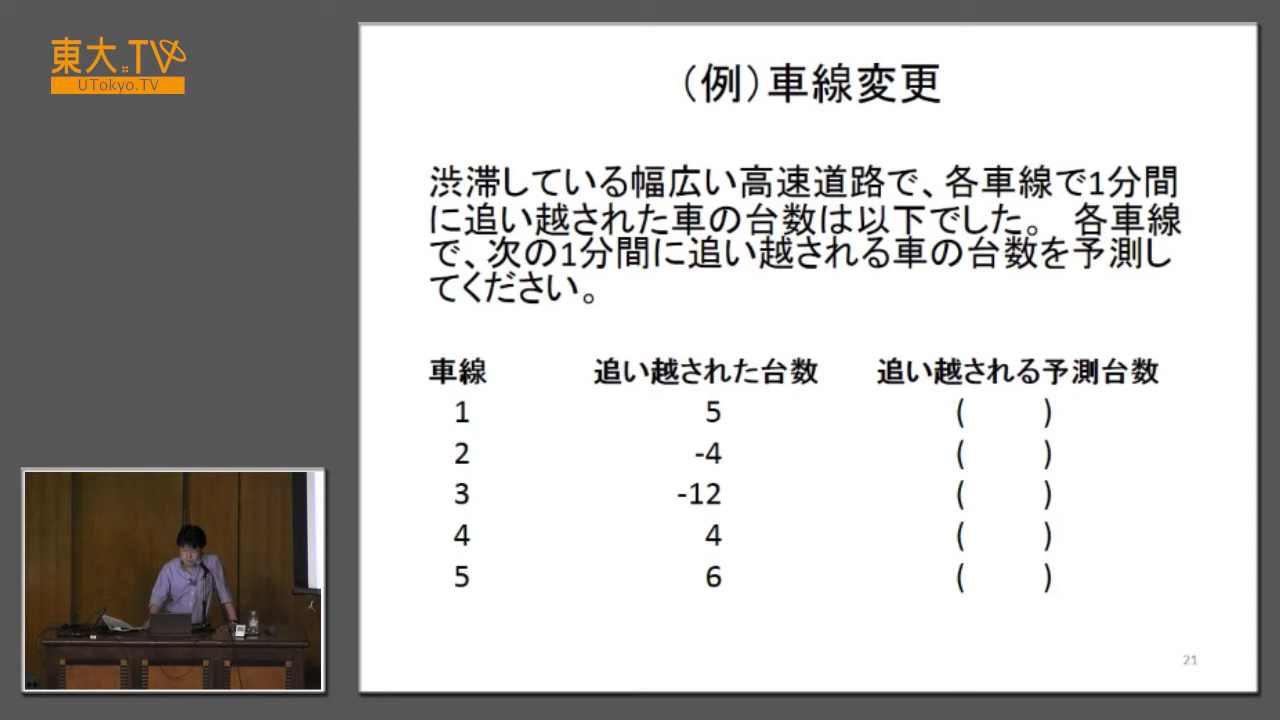 東大.TV
UTokyo.TV
（例）車線変更
渋滞している幅広い高速道路で、各車線で1分間
に追い越された車の台数は以下でした。 各車線
で、次の1分間に追い越される車の台数を予測し
てください。
車線 追い越された台数 追い越される予測台数
1 5 ( )
2 -4 ( )
3 -12 ( )
4 4 ( )
5 6 ( )
21